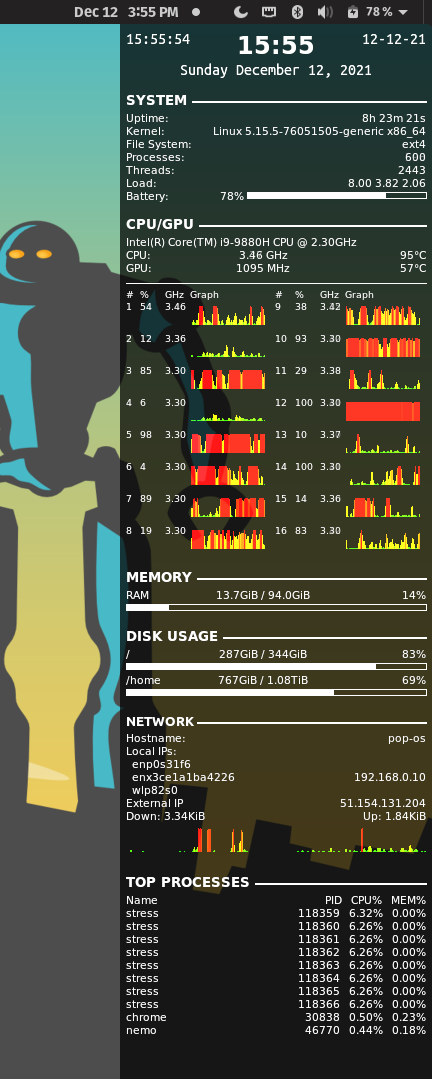 Dec 12 3:55 PM 78 %
15:55:54 15:55 12-12-21
Sunday December 12, 2021
SYSTEM
Uptime: 8h 23m 21s
Kernel: Linux 5.15.5-76051505-generic x86_64
File System: ext4
Processes: 600
Threads: 2443
Load: 8.00 3.82 2.06
Battery: 78%
CPU/GPU
Intel(R) Core(TM) i9-9880H CPU @ 2.30GHz
CPU: 3.46 GHz 95°C
GPU: 1095 MHz 57°C
# % GHz Graph # % GHz Graph
1 54 3.46 9 38 3.42
2 12 3.36 10 93 3.30
3 85 3.30 11 29 3.38
4 6 3.30 12 100 3.30
5 98 3.30 13 10 3.37
6 4 3.30 14 100 3.30
7 89 3.30 15 14 3.36
8 19 3.30 16 83 3.30
MEMORY
RAM 13.7GiB / 94.0GiB 14%
DISK USAGE
/ 287GiB / 344GiB 83%
/home 767GiB / 1.08TiB 69%
NETWORK
Hostname: pop-os
Local IPs:
enp0s31f6
enx3ce1a1ba4226 192.168.0.10
wlp82s0
External IP 51.154.131.204
Down: 3.34KiB Up: 1.84KiB
TOP PROCESSES
Name PID CPU% MEM%
stress 118359 6.32% 0.00%
stress 118360 6.26% 0.00%
stress 118361 6.26% 0.00%
stress 118362 6.26% 0.00%
stress 118363 6.26% 0.00%
stress 118364 6.26% 0.00%
stress 118365 6.26% 0.00%
stress 118366 6.26% 0.00%
chrome 30838 0.50% 0.23%
nemo 46770 0.44% 0.18%